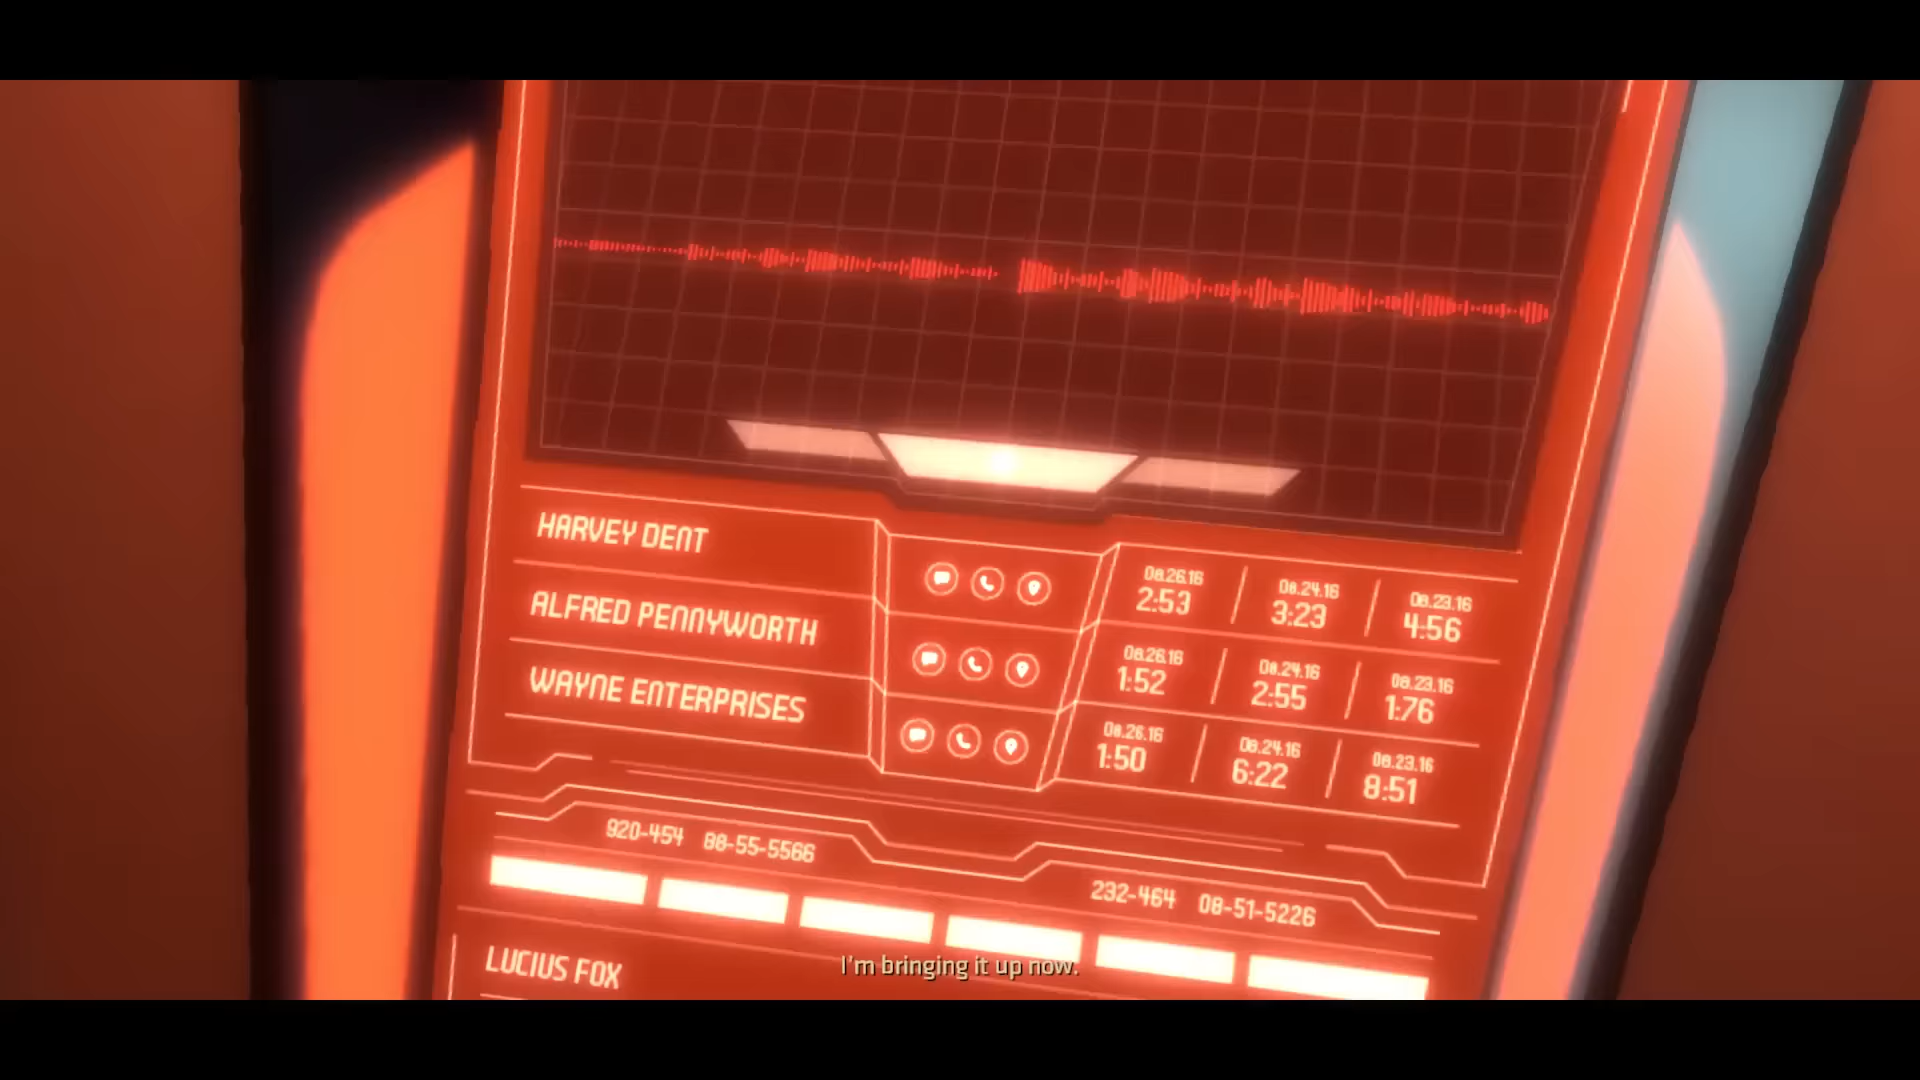 HARVEY DENT
08.26.16 08.24.16 08.23.16
2:53 3:23 4:56
ALFRED PENNYWORTH
08.26.16 08.24.16 08.23.16
1:52 2:55 1:76
WAYNE ENTERPRISES
08.26.16 08.24.16 08.23.16
1:50 6:22 8:51
920-454 88-55-5566
232-464 08-51-5226
LUCIUS FOX
I'm bringing it up now.